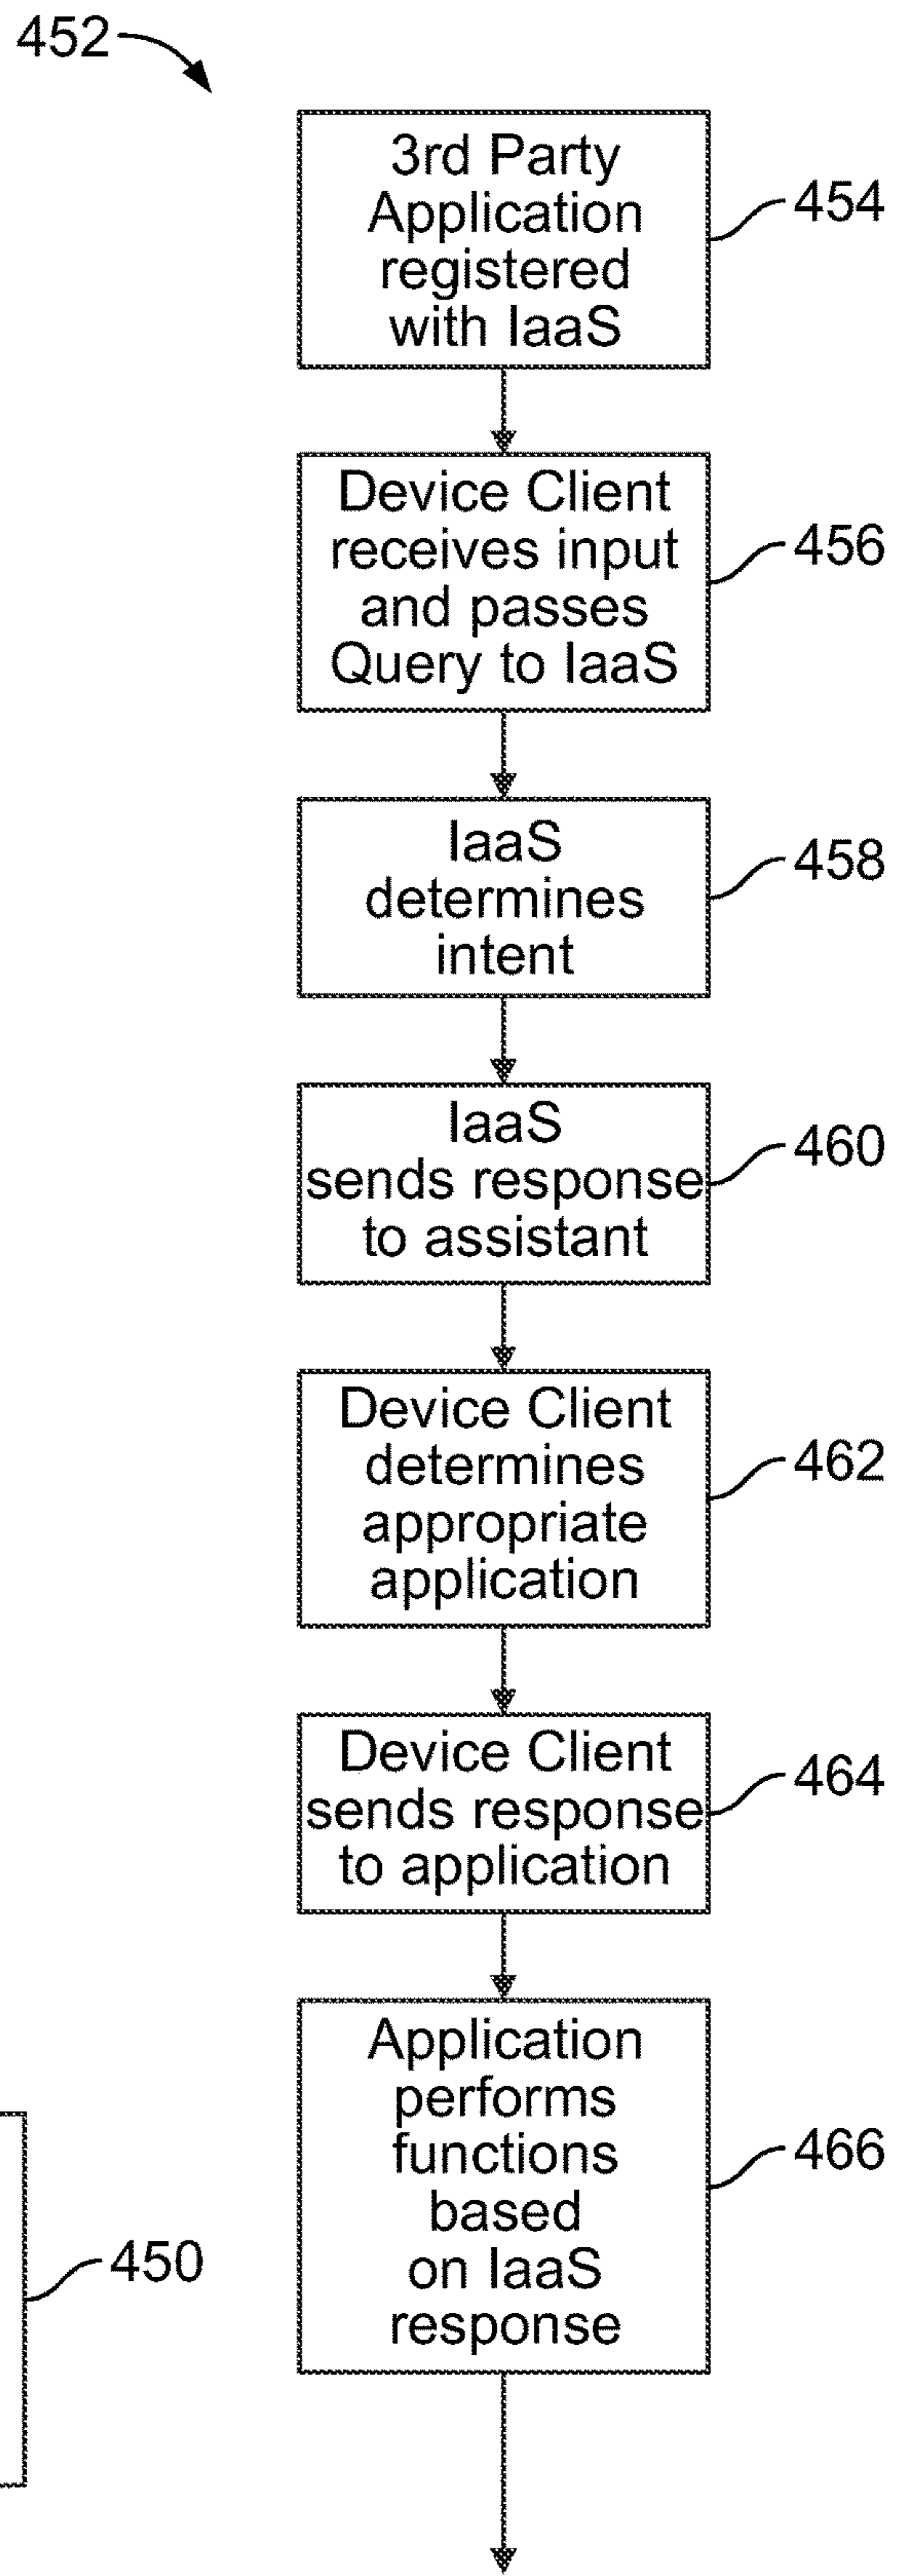 452
3rd Party
Application
registered
with IaaS
454
Device Client
receives input
and passes
Query to IaaS
456
IaaS
determines
intent
458
IaaS
sends response
to assistant
460
Device Client
determines
appropriate
application
462
Device Client
sends response
to application
464
Application
performs
functions
based
on IaaS
response
466
450